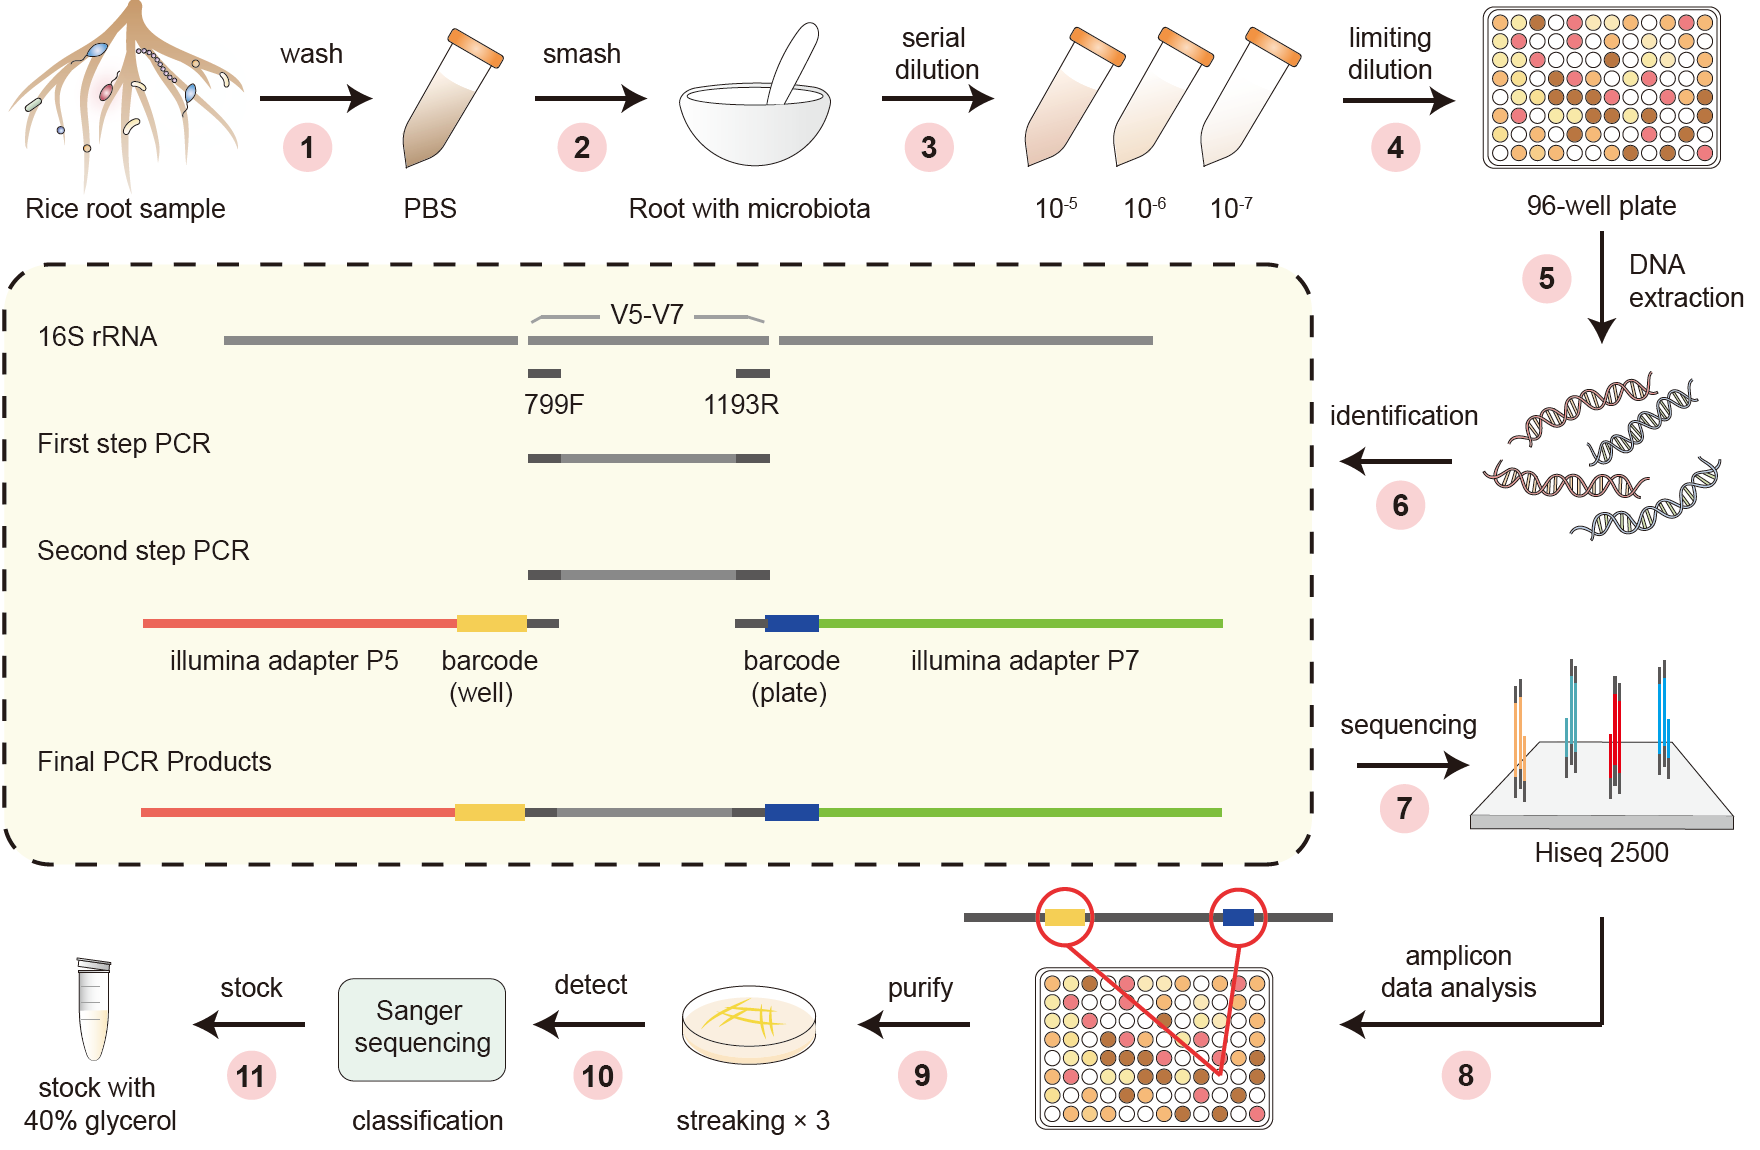 wash
1
Rice root sample
PBS
smash
2
Root with microbiota
serial
dilution
3
10-5
10-6
10-7
limiting
dilution
4
96-well plate
5
DNA
extraction
identification
6
16S rRNA
V5-V7
799F
1193R
First step PCR
Second step PCR
illumina adapter P5
barcode
(well)
barcode
(plate)
illumina adapter P7
Final PCR Products
sequencing
7
Hiseq 2500
amplicon
data analysis
8
purify
9
streaking × 3
detect
10
Sanger
sequencing
classification
stock
11
stock with
40% glycerol